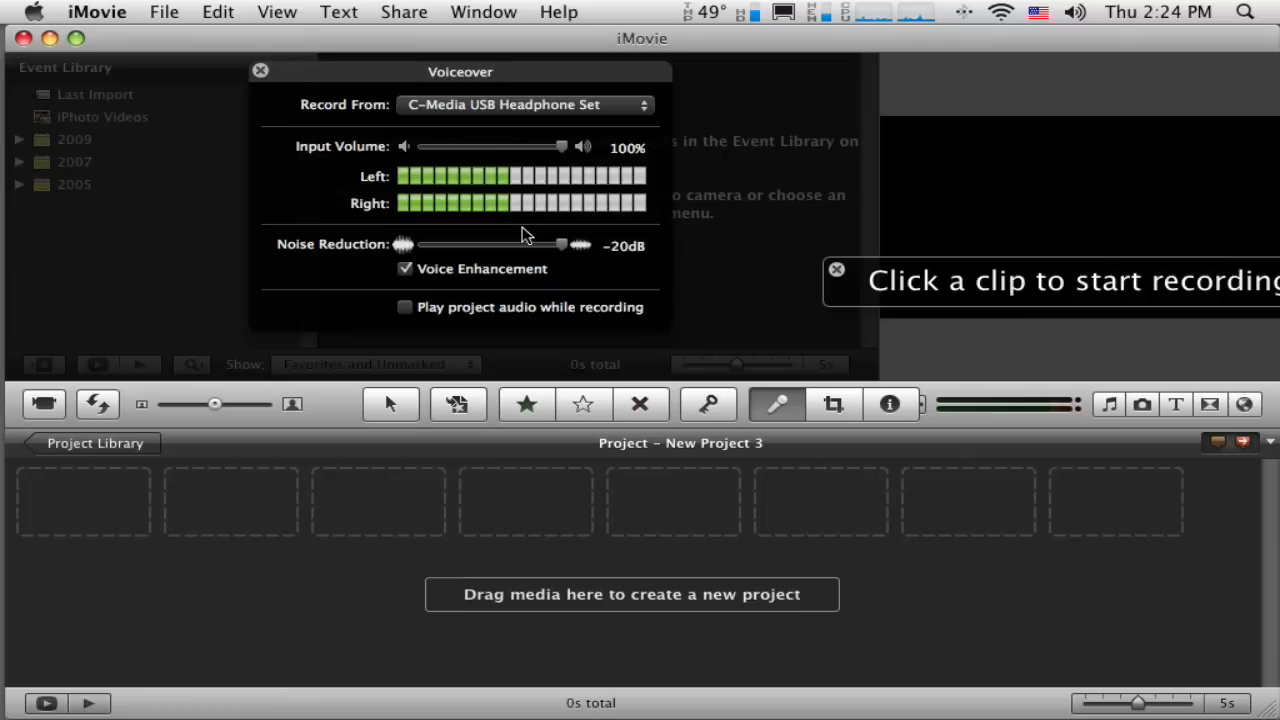 iMovie File Edit View Text Share Window Help 49° Thu 2:24 PM
iMovie
Event Library
Last Import
iPhoto Videos
2009
2007
2005
Voiceover
Record From: C-Media USB Headphone Set
Input Volume: 100%
Left:
Right:
Noise Reduction: -20dB
Voice Enhancement
Play project audio while recording
s in the Event Library on
o camera or choose an
menu.
Click a clip to start recording
Show: Favorites and Unmarked 0s total 5s
Project Library Project - New Project 3
Drag media here to create a new project
0s total 5s